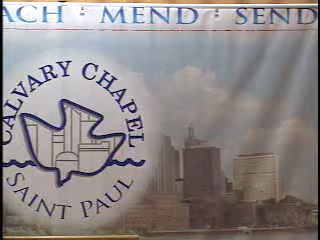 ACH : MEND : SEND
CALVARY CHAPEL
SAINT PAUL